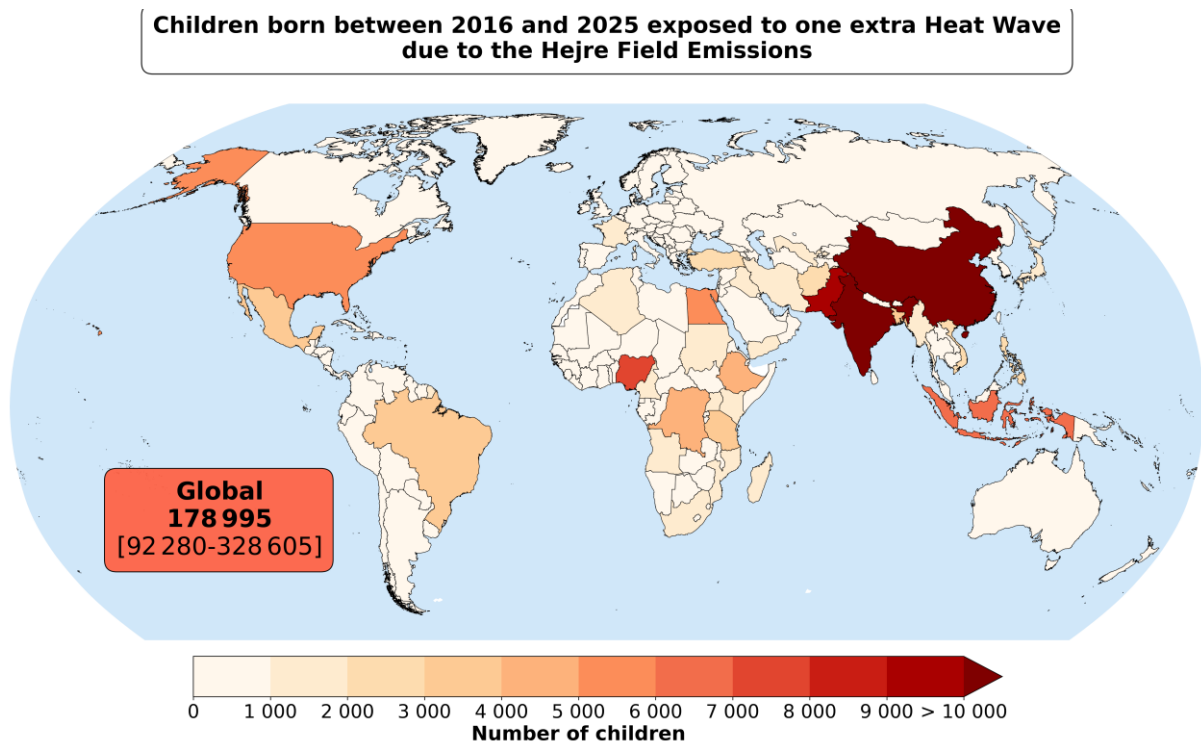 Children born between 2016 and 2025 exposed to one extra Heat Wave
due to the Hejre Field Emissions
Global
178 995
[92 280-328 605]
0 1 000 2 000 3 000 4 000 5 000 6 000 7 000 8 000 9 000 > 10 000
Number of children